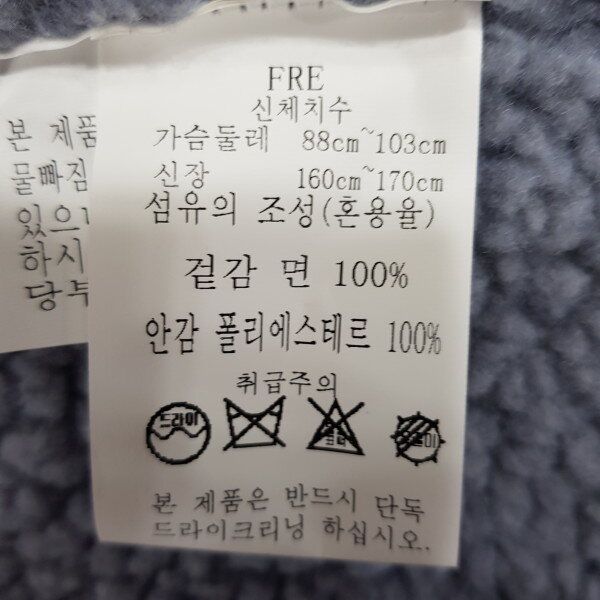 FRE
신체치수
가슴둘레 88cm~103cm
신장 160cm~170cm
섬유의 조성(혼용율)
겉감 면 100%
안감 폴리에스테르 100%
취급주의
드라이
본 제품은 반드시 단독
드라이크리닝 하십시오.
본 제품
물빠짐
있으니
하시
당부